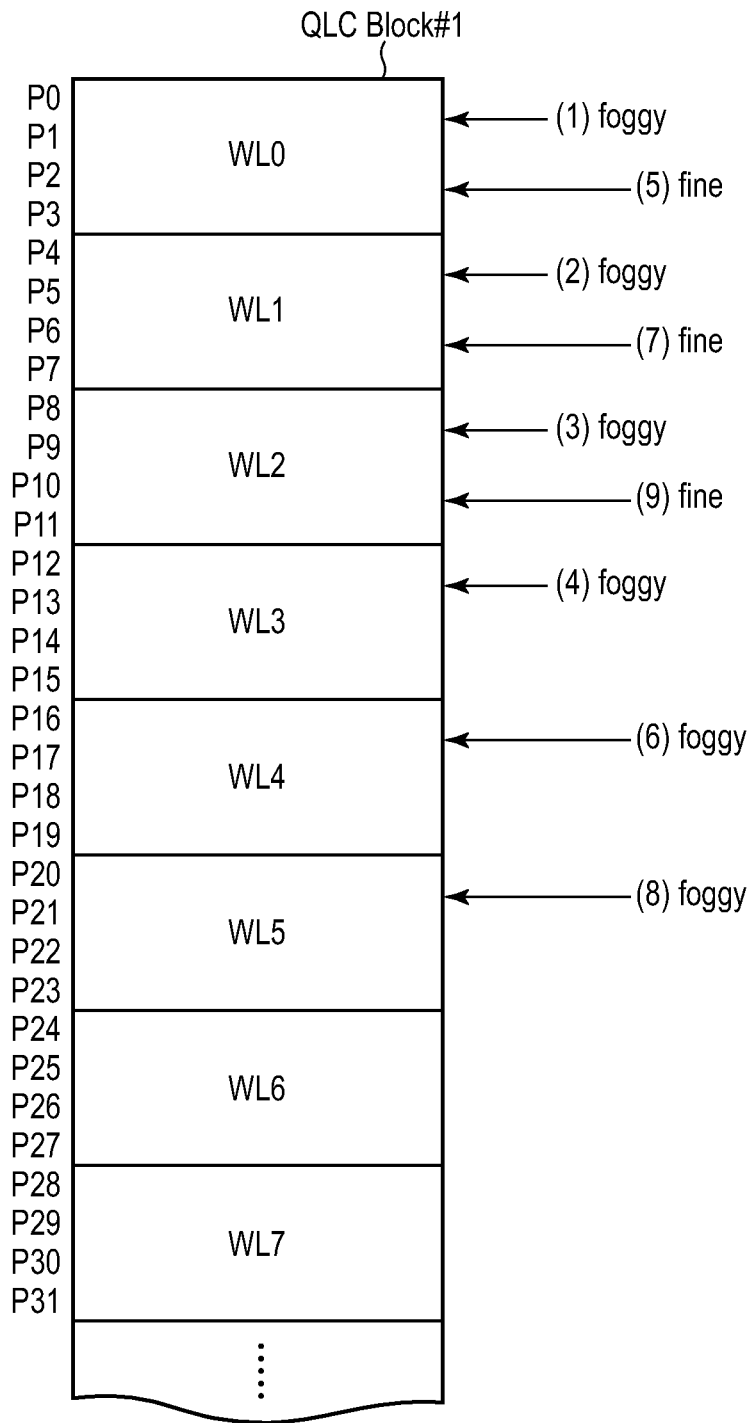 QLC Block#1
P0
(1) foggy
P1
WL0
P2
(5) fine
P3
P4
(2) foggy
P5
WL1
P6
(7) fine
P7
P8
(3) foggy
P9
WL2
P10
(9) fine
P11
P12
(4) foggy
P13
WL3
P14
P15
P16
(6) foggy
P17
WL4
P18
P19
P20
(8) foggy
P21
WL5
P22
P23
P24
P25
WL6
P26
P27
P28
P29
WL7
P30
P31